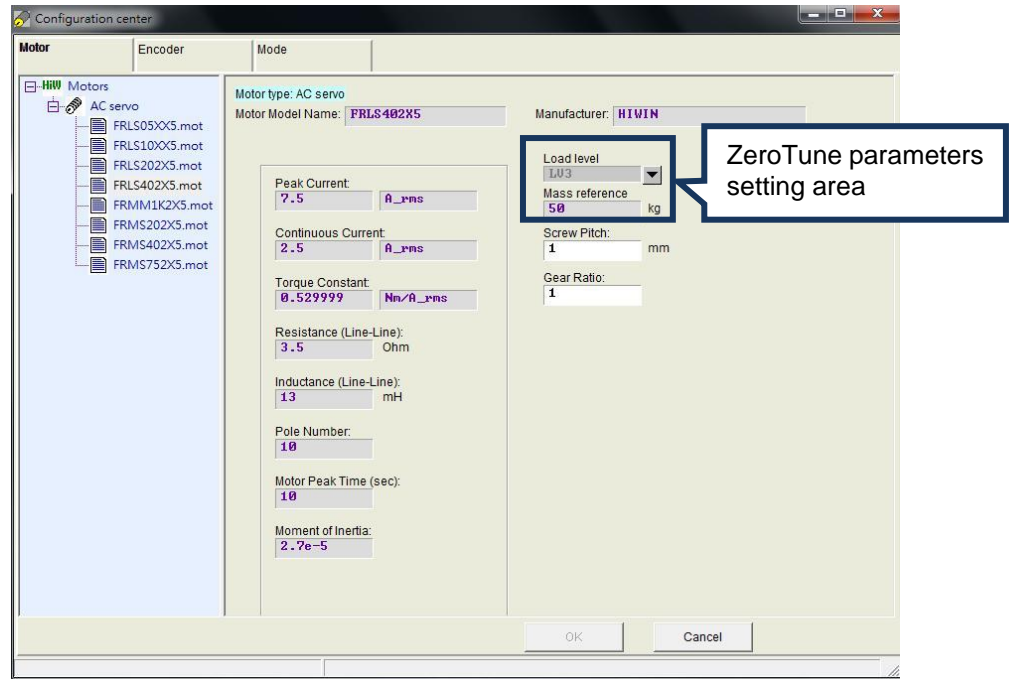 Configuration center
Motor
Encoder
Mode
HiW Motors
AC servo
FRLS05XX5.mot
FRLS10XX5.mot
FRLS202X5.mot
FRLS402X5.mot
FRMM1K2X5.mot
FRMS202X5.mot
FRMS402X5.mot
FRMS752X5.mot
Motor type: AC servo
Motor Model Name: FRLS402X5
Manufacturer: HIWIN
Peak Current:
7.5 A_rms
Continuous Current:
2.5 A_rms
Torque Constant:
0.529999 Nm/A_rms
Resistance (Line-Line):
3.5 Ohm
Inductance (Line-Line):
13 mH
Pole Number:
10
Motor Peak Time (sec):
10
Moment of Inertia:
2.7e-5
Load level
LV3
Mass reference
50 kg
Screw Pitch:
1 mm
Gear Ratio:
1
ZeroTune parameters
setting area
OK
Cancel